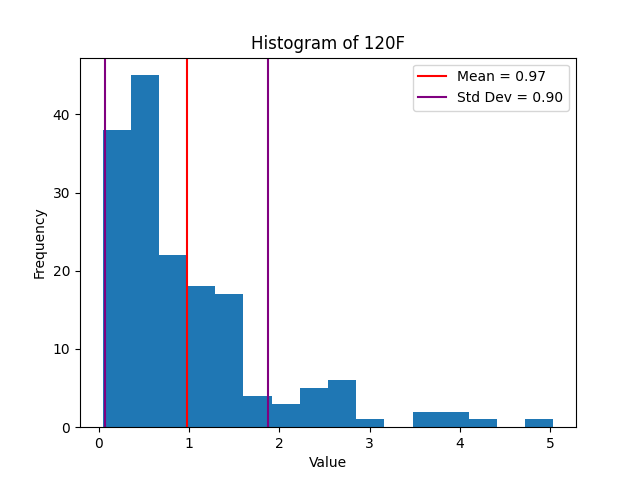 Histogram of 120F
Mean = 0.97
Std Dev = 0.90
Frequency
40
30
20
10
0
0 1 2 3 4 5
Value